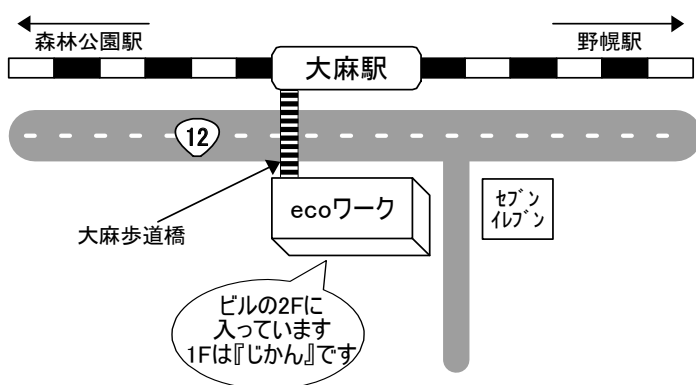 森林公園駅
野幌駅
大麻駅
12
ecoワーク
セブン
イレブン
大麻歩道橋
ビルの2Fに
入っています
1Fは『じかん』です